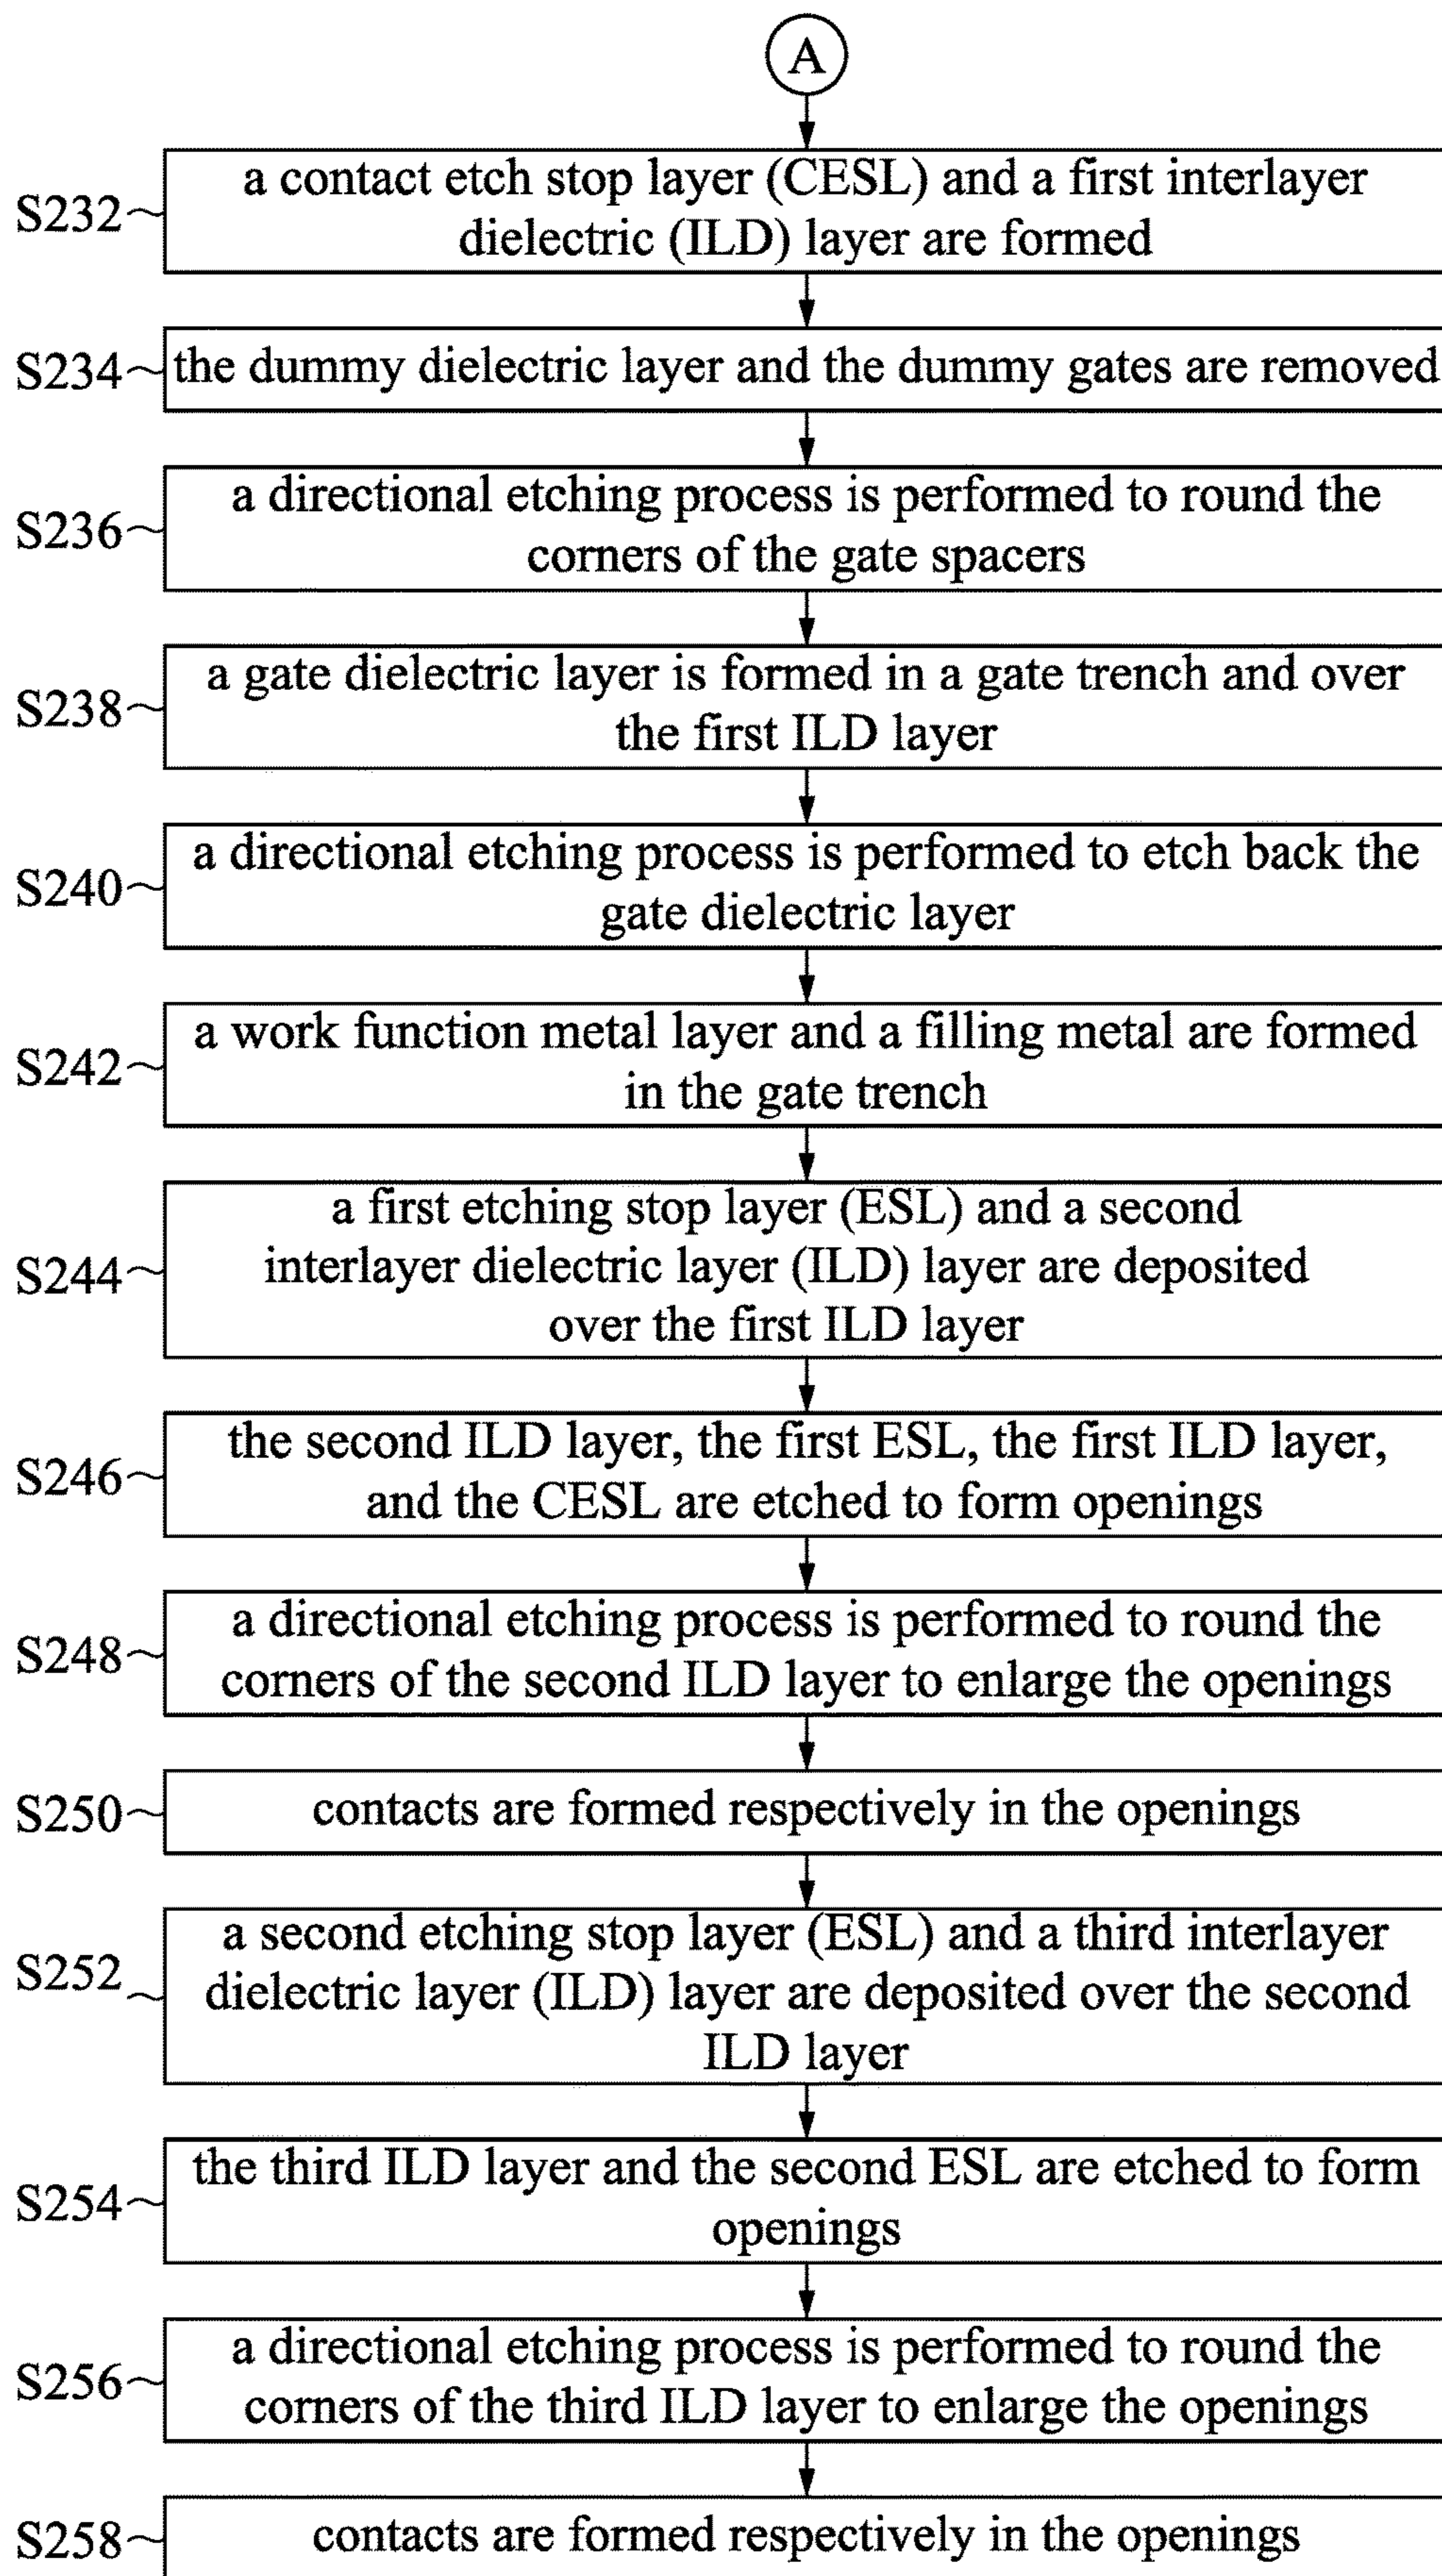 A
S232
a contact etch stop layer (CESL) and a first interlayer
dielectric (ILD) layer are formed
S234
the dummy dielectric layer and the dummy gates are removed
S236
a directional etching process is performed to round the
corners of the gate spacers
S238
a gate dielectric layer is formed in a gate trench and over
the first ILD layer
S240
a directional etching process is performed to etch back the
gate dielectric layer
S242
a work function metal layer and a filling metal are formed
in the gate trench
S244
a first etching stop layer (ESL) and a second
interlayer dielectric layer (ILD) layer are deposited
over the first ILD layer
S246
the second ILD layer, the first ESL, the first ILD layer,
and the CESL are etched to form openings
S248
a directional etching process is performed to round the
corners of the second ILD layer to enlarge the openings
S250
contacts are formed respectively in the openings
S252
a second etching stop layer (ESL) and a third interlayer
dielectric layer (ILD) layer are deposited over the second
ILD layer
S254
the third ILD layer and the second ESL are etched to form
openings
S256
a directional etching process is performed to round the
corners of the third ILD layer to enlarge the openings
S258
contacts are formed respectively in the openings